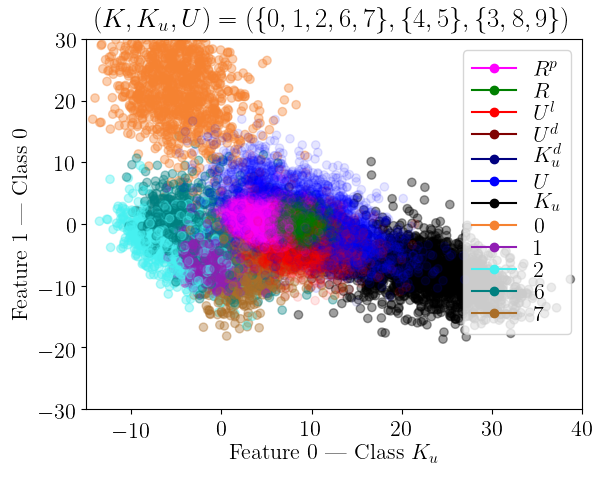 (K, K_u, U) = ({0, 1, 2, 6, 7}, {4, 5}, {3, 8, 9})
30
20
10
0
−10
−20
−30
Feature 1 — Class 0
R^p
R
U^l
U^d
K_u^d
U
K_u
0
1
2
6
7
−10
0
10
20
30
40
Feature 0 — Class K_u